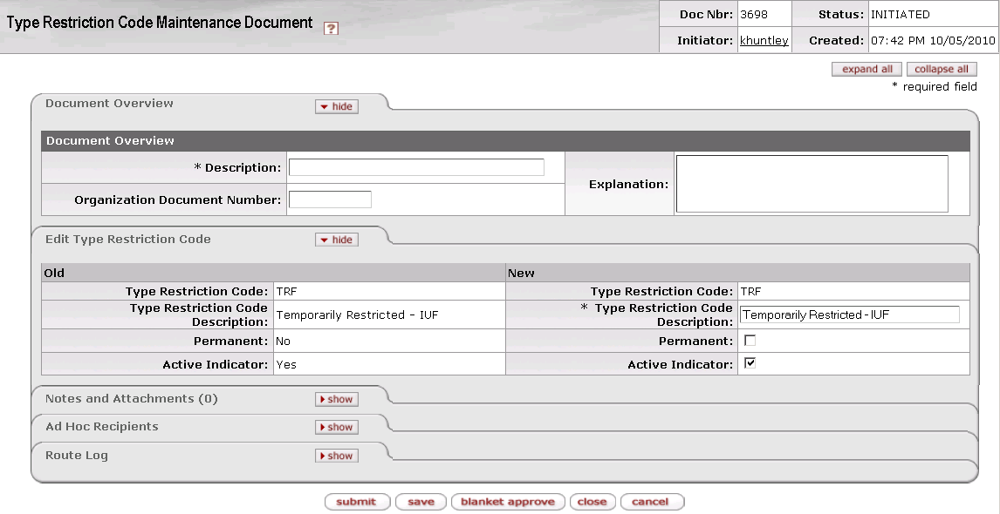 Type Restriction Code Maintenance Document ?
Doc Nbr: 3698 Status: INITIATED
Initiator: khuntley Created: 07:42 PM 10/05/2010
expand all collapse all
* required field
Document Overview hide
Document Overview
* Description:
Explanation:
Organization Document Number:
Edit Type Restriction Code hide
Old New
Type Restriction Code: TRF Type Restriction Code: TRF
Type Restriction Code Description: Temporarily Restricted - IUF * Type Restriction Code Description: Temporarily Restricted - IUF
Permanent: No Permanent:
Active Indicator: Yes Active Indicator:
Notes and Attachments (0) show
Ad Hoc Recipients show
Route Log show
submit save blanket approve close cancel